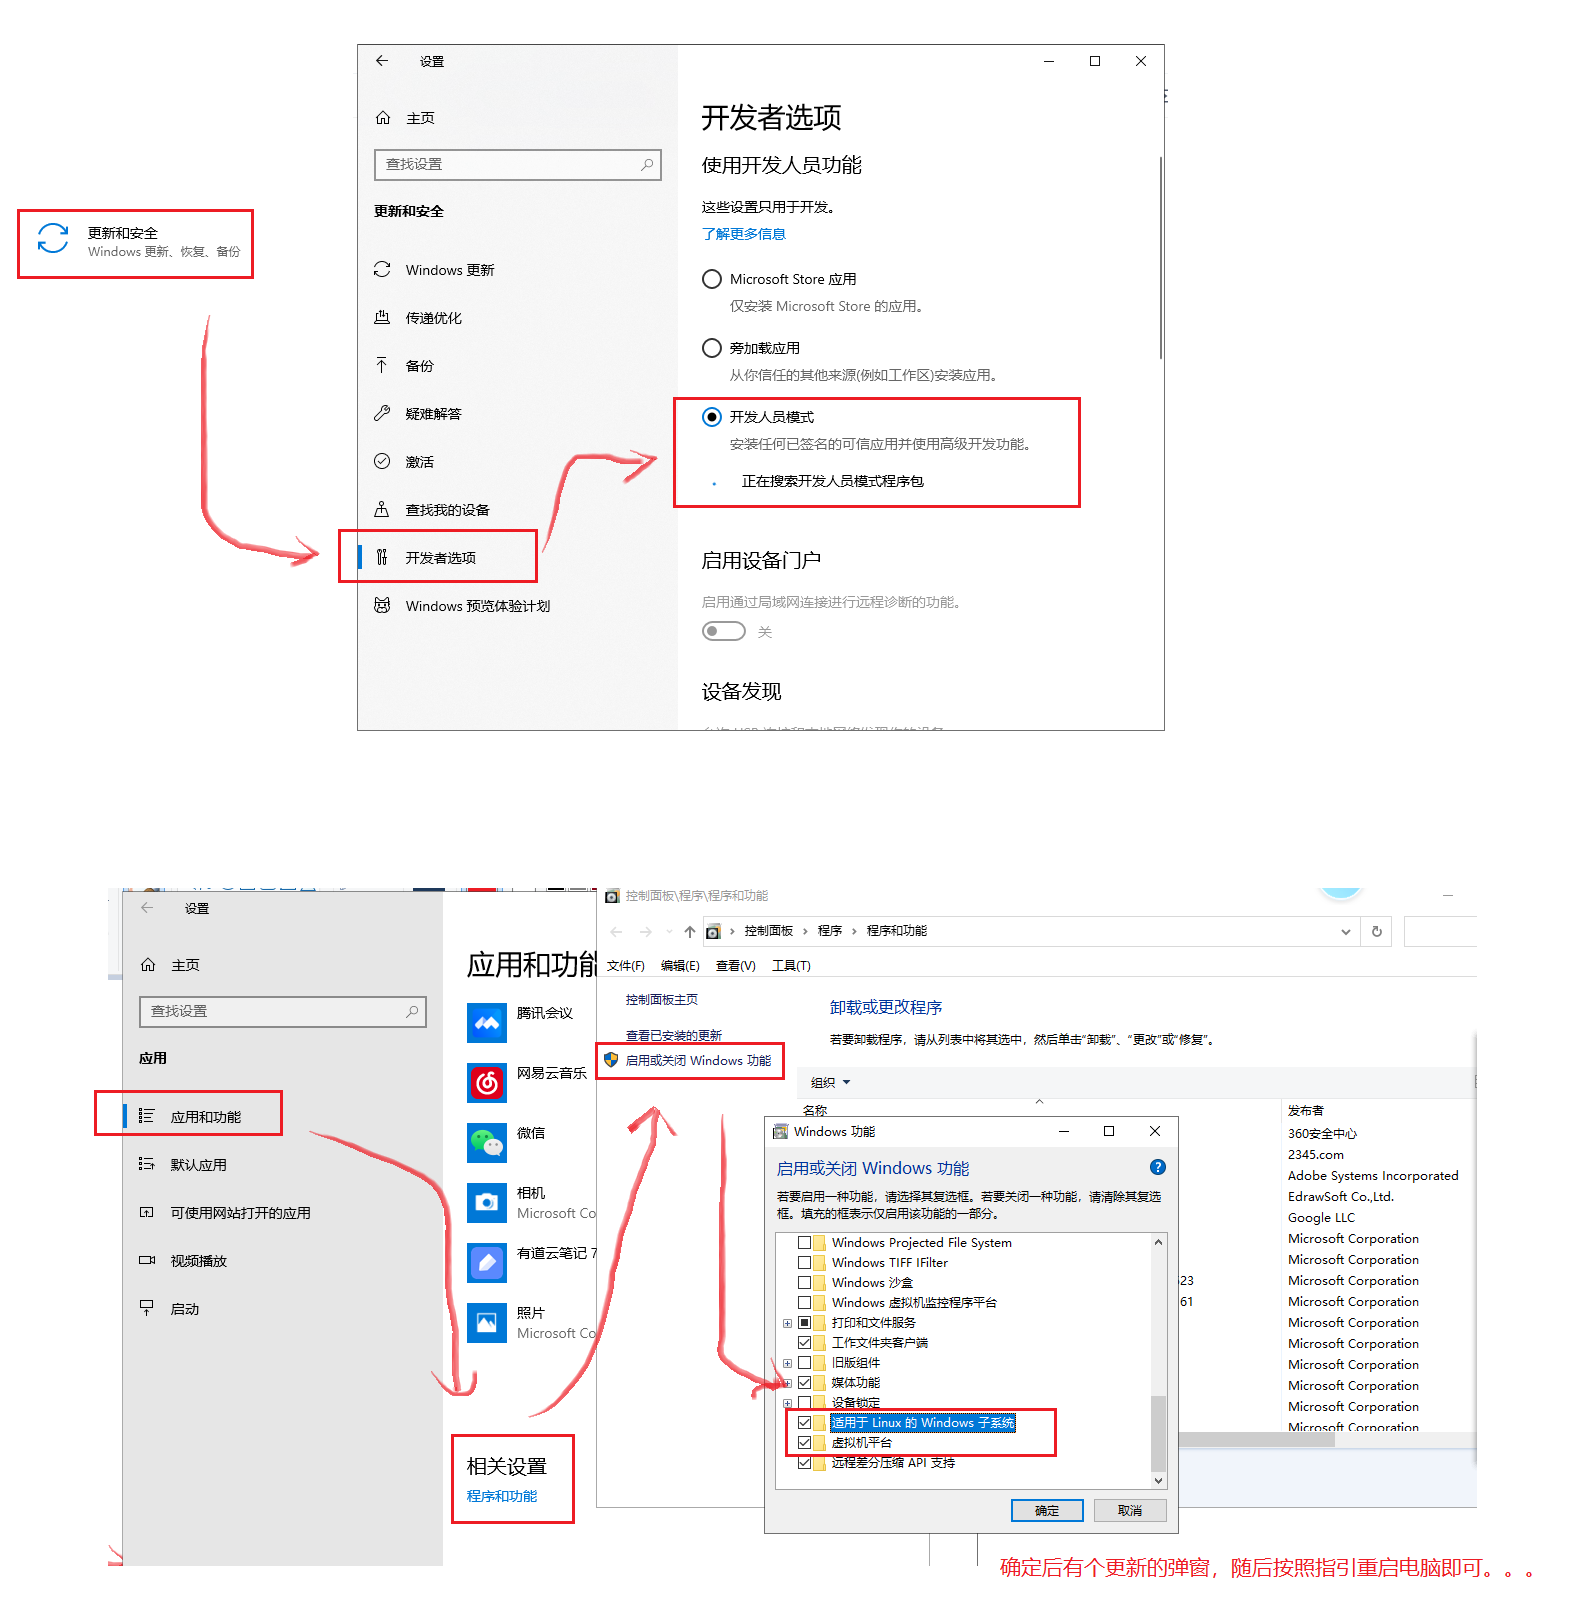 更新和安全
Windows 更新、恢复、备份
设置
主页
查找设置
更新和安全
Windows 更新
传递优化
备份
疑难解答
激活
查找我的设备
开发者选项
Windows 预览体验计划
开发者选项
使用开发人员功能
这些设置只用于开发。
了解更多信息
Microsoft Store 应用
仅安装 Microsoft Store 的应用。
旁加载应用
从你信任的其他来源(例如工作区)安装应用。
开发人员模式
安装任何已签名的可信应用并使用高级开发功能。
正在搜索开发人员模式程序包
启用设备门户
启用通过局域网连接进行远程诊断的功能。
关
设备发现
设置
主页
查找设置
应用
应用和功能
默认应用
可使用网站打开的应用
视频播放
启动
应用和功能
腾讯会议
网易云音乐
微信
相机
Microsoft Co
有道云笔记 7
照片
Microsoft Co
相关设置
程序和功能
控制面板\程序\程序和功能
控制面板 › 程序 › 程序和功能
文件(F) 编辑(E) 查看(V) 工具(T)
控制面板主页
查看已安装的更新
启用或关闭 Windows 功能
卸载或更改程序
若要卸载程序，请从列表中将其选中，然后单击“卸载”、“更改”或“修复”。
组织
名称
发布者
360安全中心
2345.com
Adobe Systems Incorporated
EdrawSoft Co.,Ltd.
Google LLC
Microsoft Corporation
Microsoft Corporation
523 Microsoft Corporation
61 Microsoft Corporation
Microsoft Corporation
Microsoft Corporation
Microsoft Corporation
Microsoft Corporation
Microsoft Corporation
Microsoft Corporation
Windows 功能
启用或关闭 Windows 功能
若要启用一种功能，请选择其复选框。若要关闭一种功能，请清除其复选
框。填充的框表示仅启用该功能的一部分。
Windows Projected File System
Windows TIFF IFilter
Windows 沙盒
Windows 虚拟机监控程序平台
打印和文件服务
工作文件夹客户端
旧版组件
媒体功能
设备锁定
适用于 Linux 的 Windows 子系统
虚拟机平台
远程差分压缩 API 支持
确定 取消
确定后有个更新的弹窗，随后按照指引重启电脑即可。。。